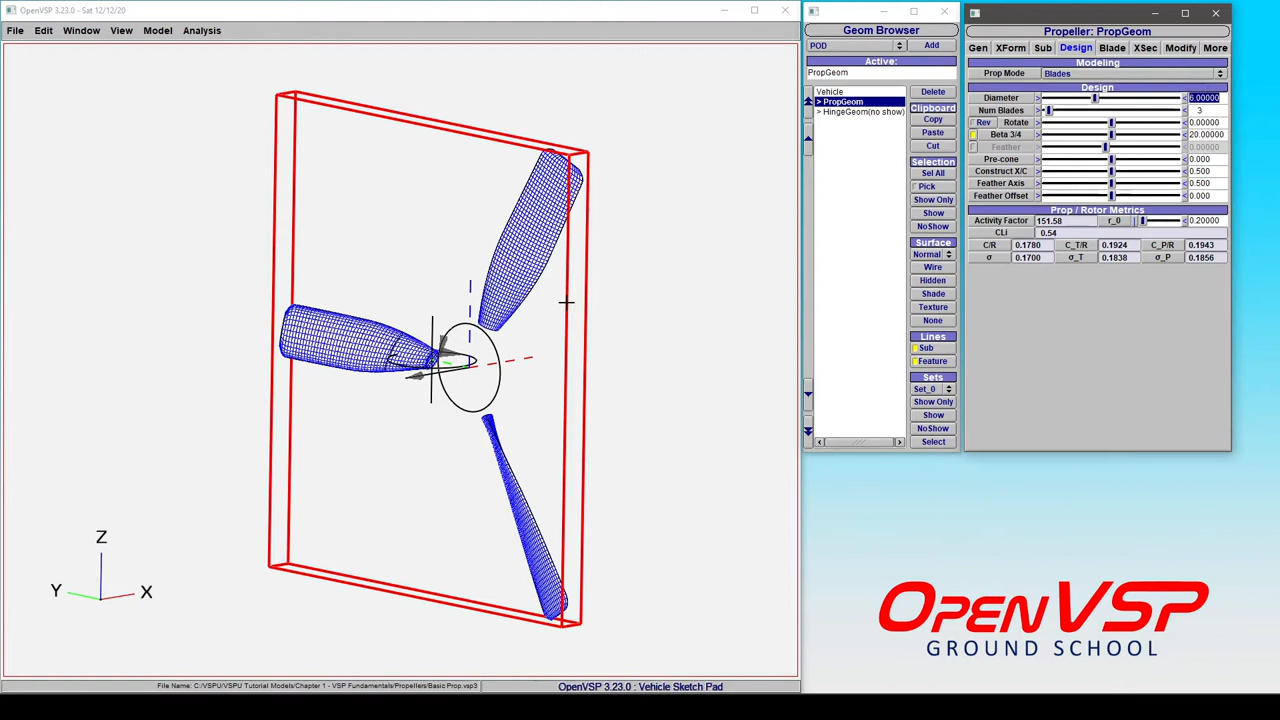 OpenVSP 3.23.0 - Sat 12/12/20
File Edit Window View Model Analysis
Z
Y
X
File Name: C:/VSPU/VSPU Tutorial Models/Chapter 1 - VSP Fundamentals/Propellers/Basic Prop.vsp3
OpenVSP 3.23.0 : Vehicle Sketch Pad
Geom Browser
POD Add
Active:
PropGeom
Vehicle
> PropGeom
> HingeGeom(no show)
Delete
Clipboard
Copy
Paste
Cut
Selection
Sel All
Pick
Show Only
Show
NoShow
Surface
Normal
Wire
Hidden
Shade
Texture
None
Lines
Sub
Feature
Sets
Set_0
Show Only
Show
NoShow
Select
Propeller: PropGeom
Gen XForm Sub Design Blade XSec Modify More
Modeling
Prop Mode Blades
Design
Diameter > < 6.00000
Num Blades > < 3
Rev Rotate > < 0.00000
Beta 3/4 > < 20.00000
Feather > < 0.00000
Pre-cone > < 0.000
Construct X/C > < 0.500
Feather Axis > < 0.500
Feather Offset > < 0.000
Prop / Rotor Metrics
Activity Factor 151.58 r_0 < 0.20000
CLi 0.54
C/R 0.1780 C_T/R 0.1924 C_P/R 0.1943
σ 0.1700 σ_T 0.1838 σ_P 0.1856
OPENVSP
GROUND SCHOOL